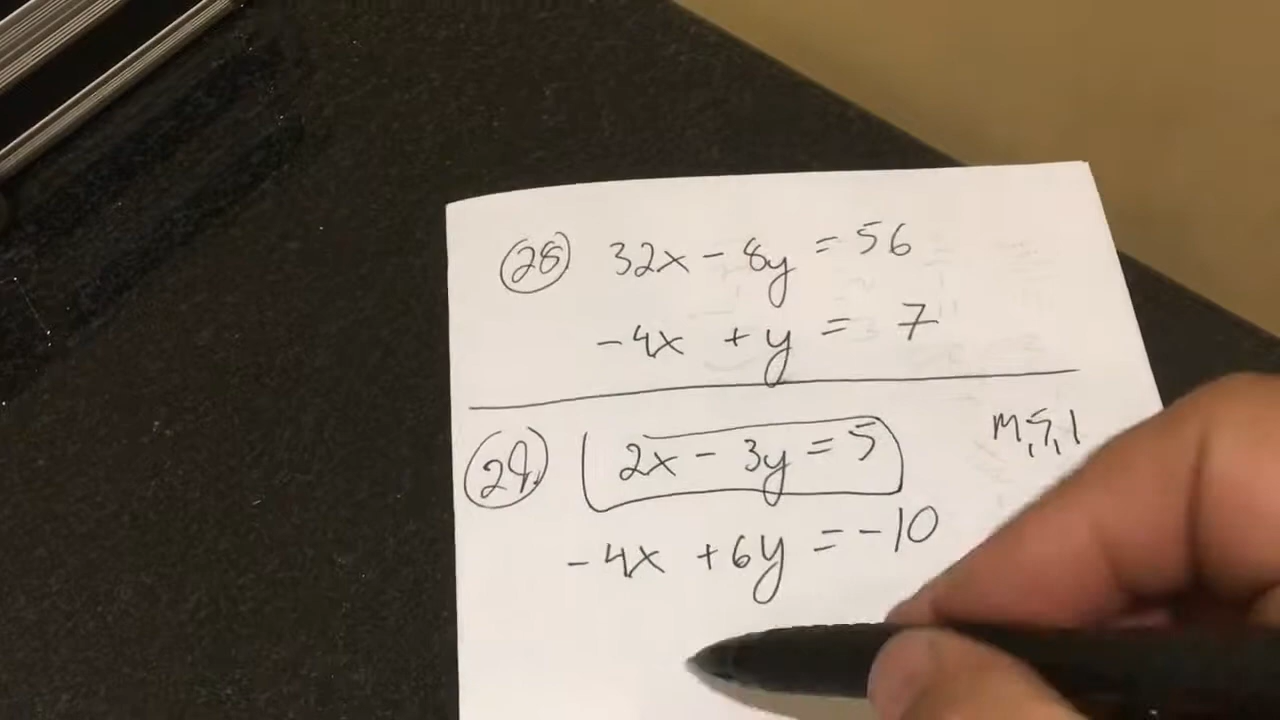 28 32x - 8y = 56
-4x + y = 7
29. 2x - 3y = 5
-4x + 6y = -10